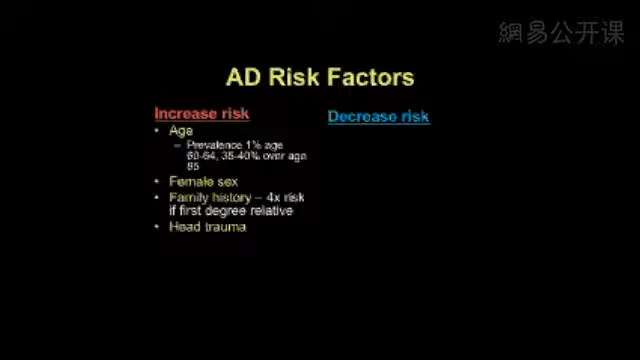 網易公开课
AD Risk Factors
Increase risk
• Age
– Prevalence 1% age
60-64, 35-40% over age
85
• Female sex
• Family history – 4x risk
if first degree relative
• Head trauma
Decrease risk